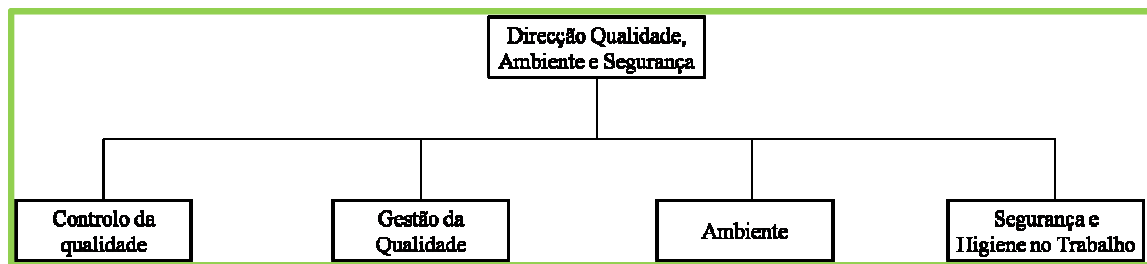 Direcção Qualidade,
Ambiente e Segurança
Controlo da
qualidade
Gestão da
Qualidade
Ambiente
Segurança e
Higiene no Trabalho